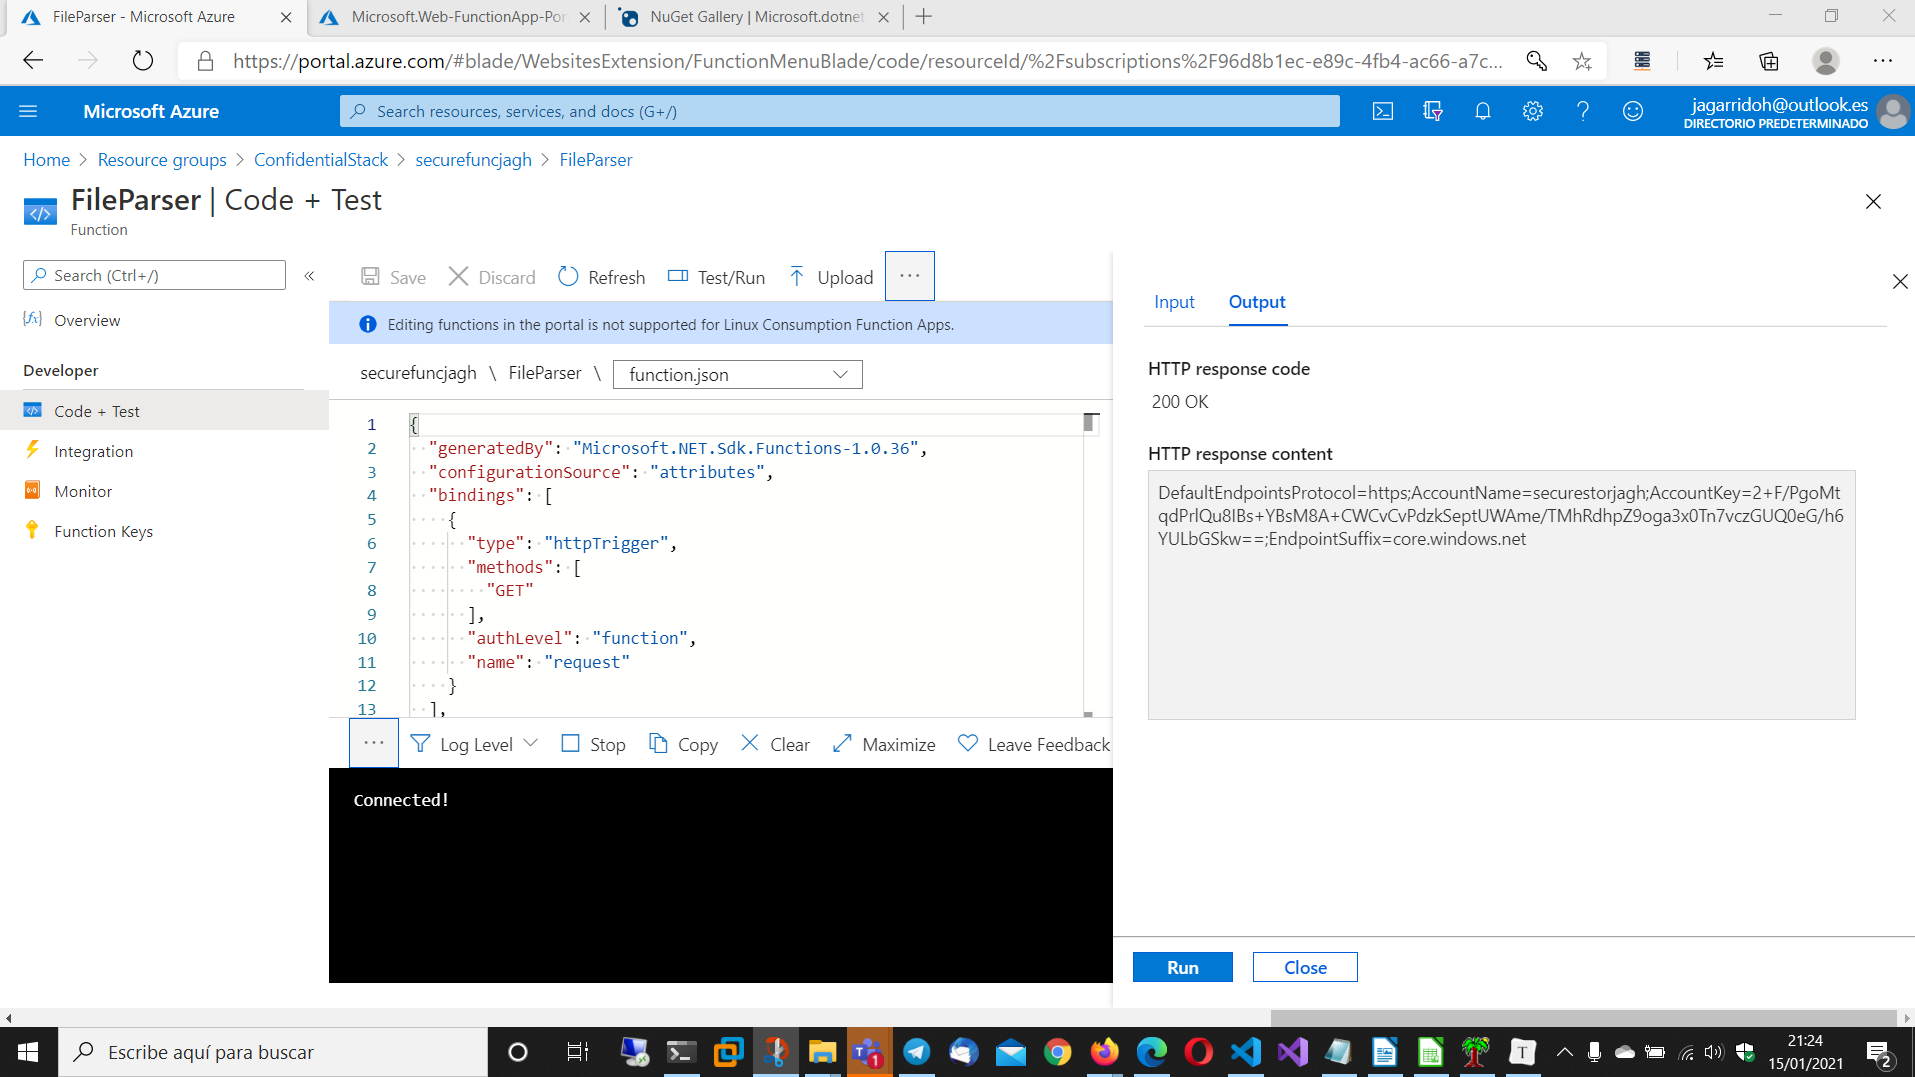 FileParser - Microsoft Azure
Microsoft.Web-FunctionApp-Por
NuGet Gallery | Microsoft.dotnet
https://portal.azure.com/#blade/WebsitesExtension/FunctionMenuBlade/code/resourceId/%2Fsubscriptions%2F96d8b1ec-e89c-4fb4-ac66-a7c...
Microsoft Azure
Search resources, services, and docs (G+/)
jagarridoh@outlook.es
DIRECTORIO PREDETERMINADO
Home > Resource groups > ConfidentialStack > securefuncjagh > FileParser
FileParser | Code + Test
Function
Search (Ctrl+/)
«
Overview
Developer
Code + Test
Integration
Monitor
Function Keys
Save
Discard
Refresh
Test/Run
Upload
...
Editing functions in the portal is not supported for Linux Consumption Function Apps.
securefuncjagh \ FileParser \ function.json
1 {
2 "generatedBy": "Microsoft.NET.Sdk.Functions-1.0.36",
3 "configurationSource": "attributes",
4 "bindings": [
5 {
6 "type": "httpTrigger",
7 "methods": [
8 "GET"
9 ],
10 "authLevel": "function",
11 "name": "request"
12 }
13 ],
...
Log Level
Stop
Copy
Clear
Maximize
Leave Feedback
Connected!
Input
Output
HTTP response code
200 OK
HTTP response content
DefaultEndpointsProtocol=https;AccountName=securestorjagh;AccountKey=2+F/PgoMt
qdPrlQu8IBs+YBsM8A+CWCvCvPdzkSeptUWAme/TMhRdhpZ9oga3x0Tn7vczGUQ0eG/h6
YULbGSkw==;EndpointSuffix=core.windows.net
Run
Close
Escribe aquí para buscar
1
T
21:24
15/01/2021
2